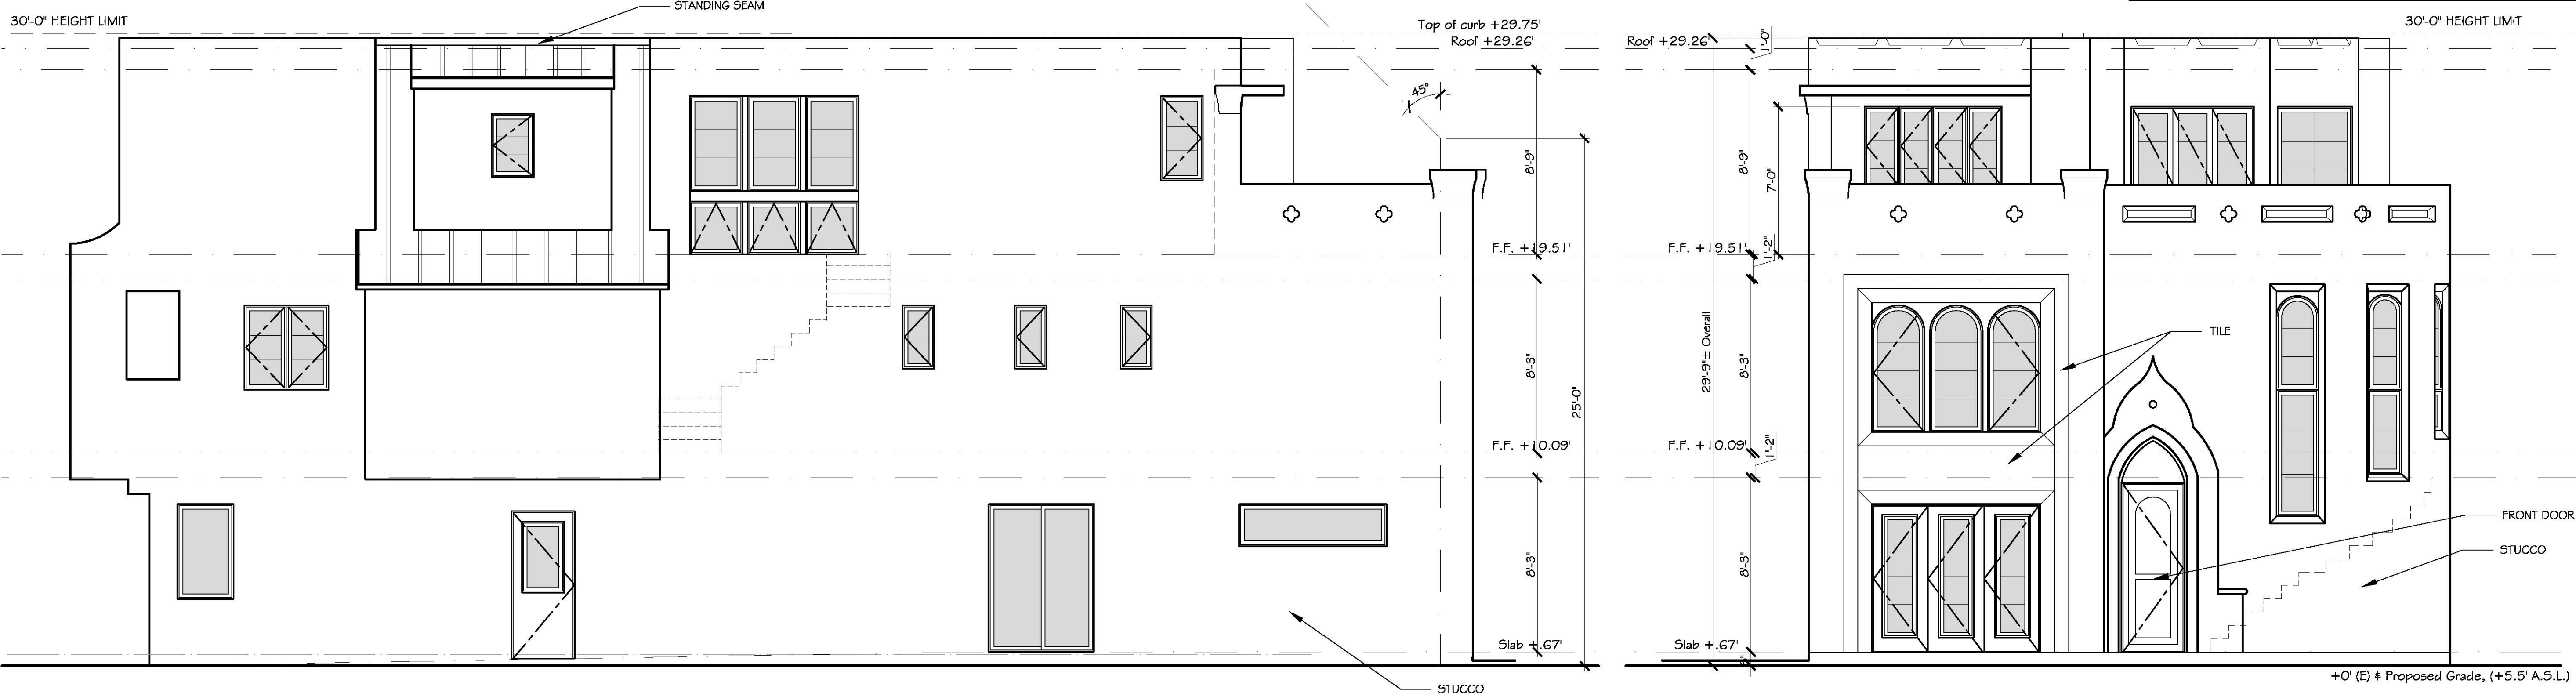 STANDING SEAM
30'-0" HEIGHT LIMIT
Top of curb +29.75'
Roof +29.26'
45°
8'-9"
F.F. +19.51'
8'-3"
25'-0"
F.F. +10.09'
8'-3"
Slab +.67'
STUCCO
30'-0" HEIGHT LIMIT
Roof +29.26'
1'-0"
8'-9"
7'-0"
F.F. +19.51'
1'-2"
29'-9"± Overall
8'-3"
TILE
F.F. +10.09'
1'-2"
8'-3"
FRONT DOOR
STUCCO
Slab +.67'
+0' (E) & Proposed Grade, (+5.5' A.S.L.)